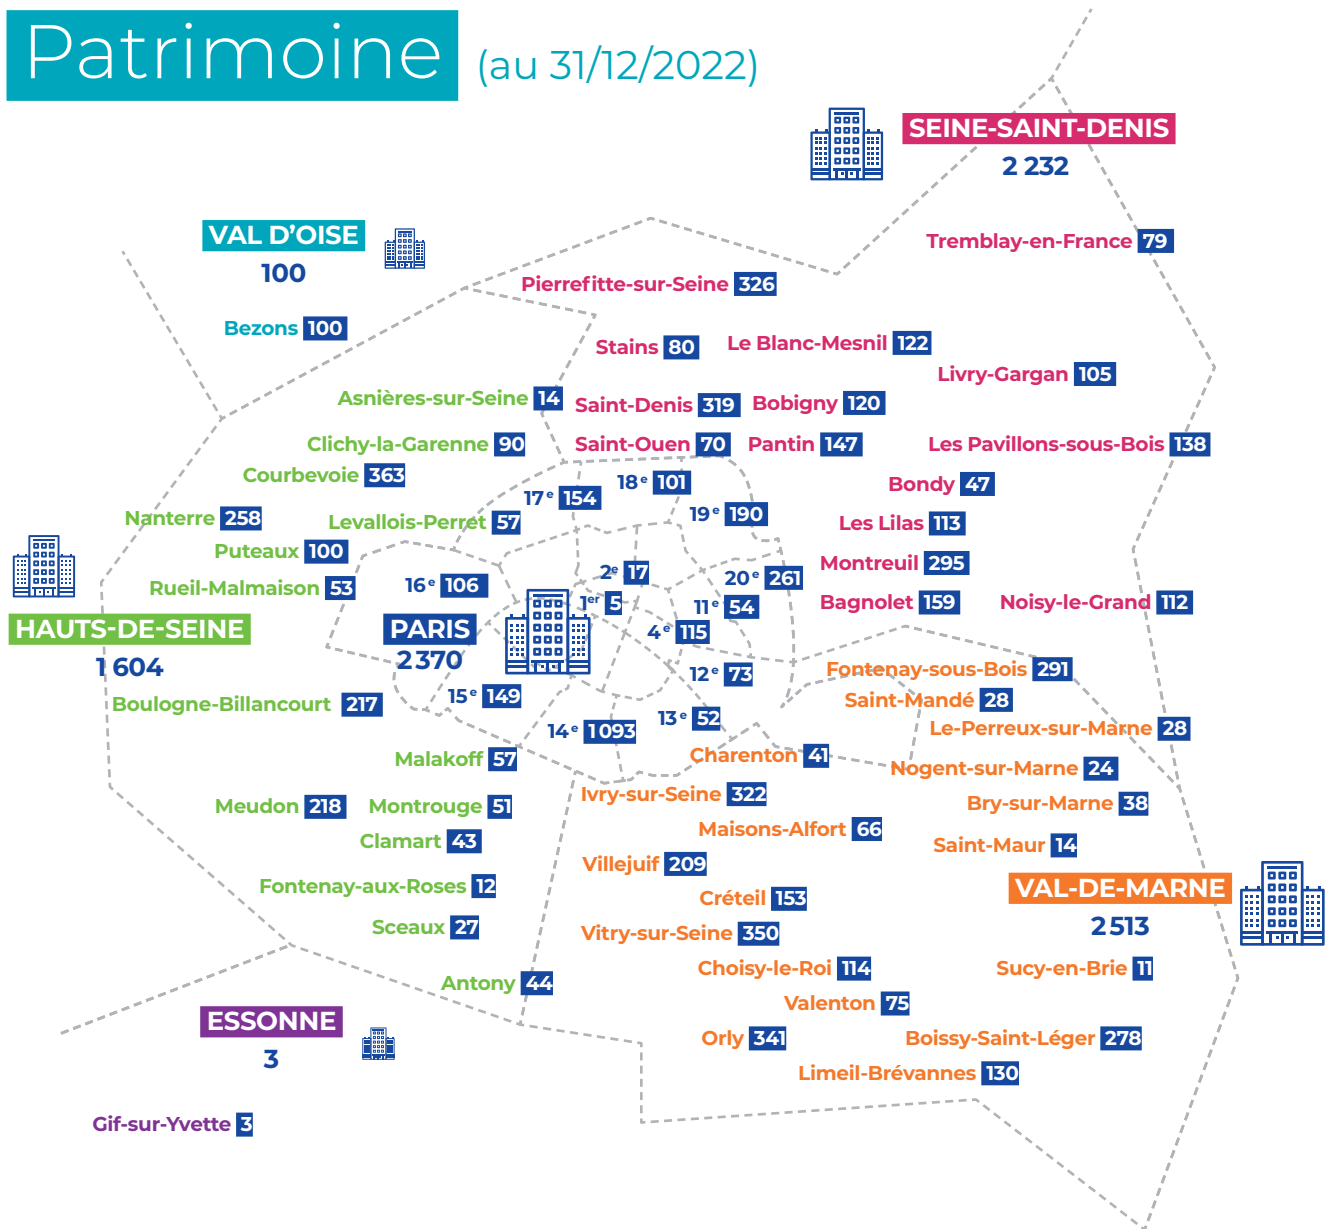 Patrimoine (au 31/12/2022)
SEINE-SAINT-DENIS
2 232
Tremblay-en-France 79
VAL D'OISE
100
Pierrefitte-sur-Seine 326
Bezons 100
Stains 80
Le Blanc-Mesnil 122
Livry-Gargan 105
Asnières-sur-Seine 14
Saint-Denis 319
Bobigny 120
Clichy-la-Garenne 90
Saint-Ouen 70
Pantin 147
Les Pavillons-sous-Bois 138
Courbevoie 363
18e 101
Bondy 47
17e 154
19e 190
Nanterre 258
Levallois-Perret 57
Les Lilas 113
Puteaux 100
Montreuil 295
2e 17
20e 261
Rueil-Malmaison 53
16e 106
1er 5
11e 54
Bagnolet 159
Noisy-le-Grand 112
HAUTS-DE-SEINE
1 604
PARIS
2 370
4e 115
12e 73
Fontenay-sous-Bois 291
15e 149
Saint-Mandé 28
Boulogne-Billancourt 217
13e 52
14e 1 093
Le-Perreux-sur-Marne 28
Malakoff 57
Charenton 41
Nogent-sur-Marne 24
Ivry-sur-Seine 322
Meudon 218
Montrouge 51
Bry-sur-Marne 38
Maisons-Alfort 66
Clamart 43
Saint-Maur 14
Villejuif 209
Fontenay-aux-Roses 12
VAL-DE-MARNE
2 513
Créteil 153
Sceaux 27
Vitry-sur-Seine 350
Choisy-le-Roi 114
Sucy-en-Brie 11
Antony 44
Valenton 75
ESSONNE
3
Orly 341
Boissy-Saint-Léger 278
Limeil-Brévannes 130
Gif-sur-Yvette 3